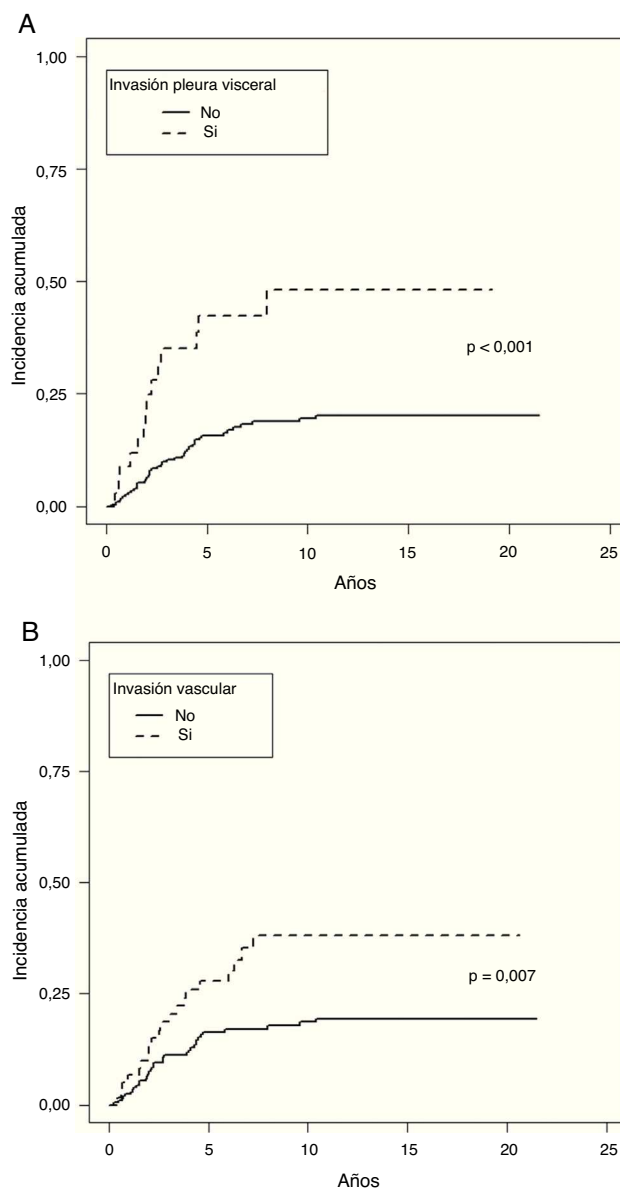 A
1,00
0,75
0,50
0,25
0,00
Incidencia acumulada
Invasión pleura visceral
No
Si
p < 0,001
0 5 10 15 20 25
Años
B
1,00
0,75
0,50
0,25
0,00
Incidencia acumulada
Invasión vascular
No
Si
p = 0,007
0 5 10 15 20 25
Años